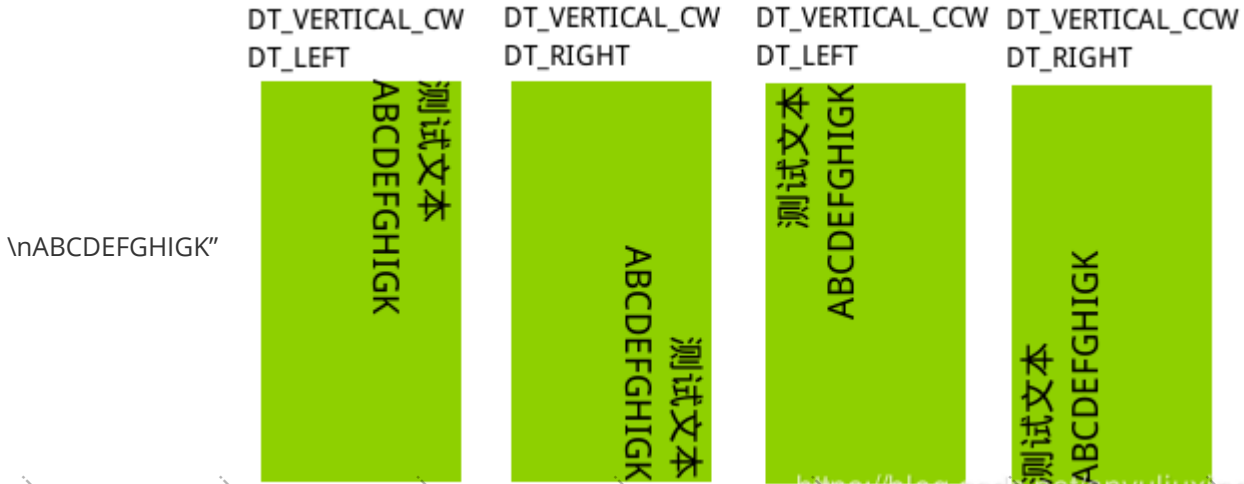 DT_VERTICAL_CW
DT_LEFT
DT_VERTICAL_CW
DT_RIGHT
DT_VERTICAL_CCW
DT_LEFT
DT_VERTICAL_CCW
DT_RIGHT
\nABCDEFGHIGK”
测试文本
ABCDEFGHIGK
测试文本
ABCDEFGHIGK
测试文本
ABCDEFGHIGK
测试文本
ABCDEFGHIGK